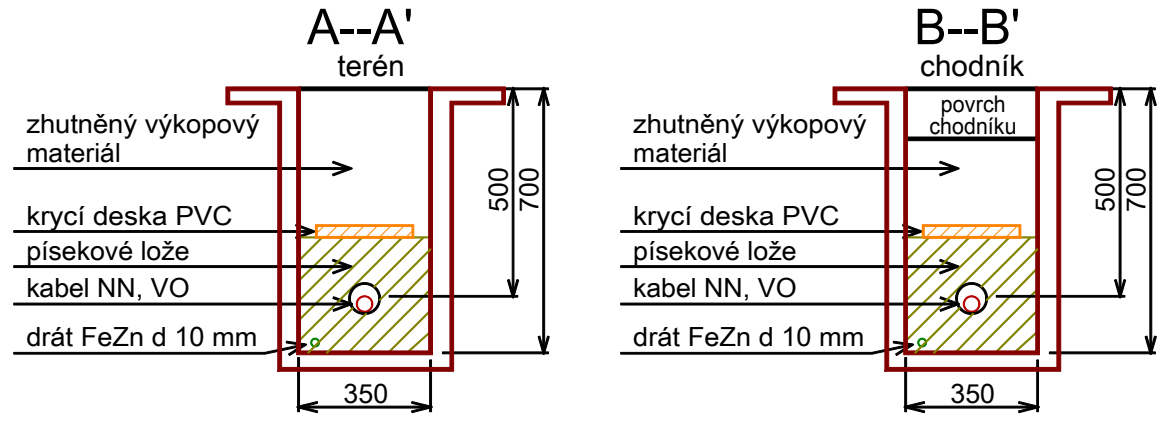 A--A'
terén
zhutněný výkopový
materiál
krycí deska PVC
písekové lože
kabel NN, VO
drát FeZn d 10 mm
500
700
350
B--B'
chodník
povrch
chodníku
zhutněný výkopový
materiál
krycí deska PVC
písekové lože
kabel NN, VO
drát FeZn d 10 mm
500
700
350